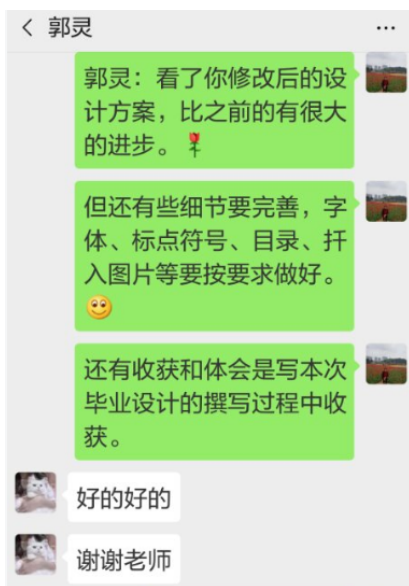 郭灵
郭灵：看了你修改后的设
计方案，比之前的有很大
的进步。
但还有些细节要完善，字
体、标点符号、目录、扦
入图片等要按要求做好。
还有收获和体会是写本次
毕业设计的撰写过程中收
获。
好的好的
谢谢老师